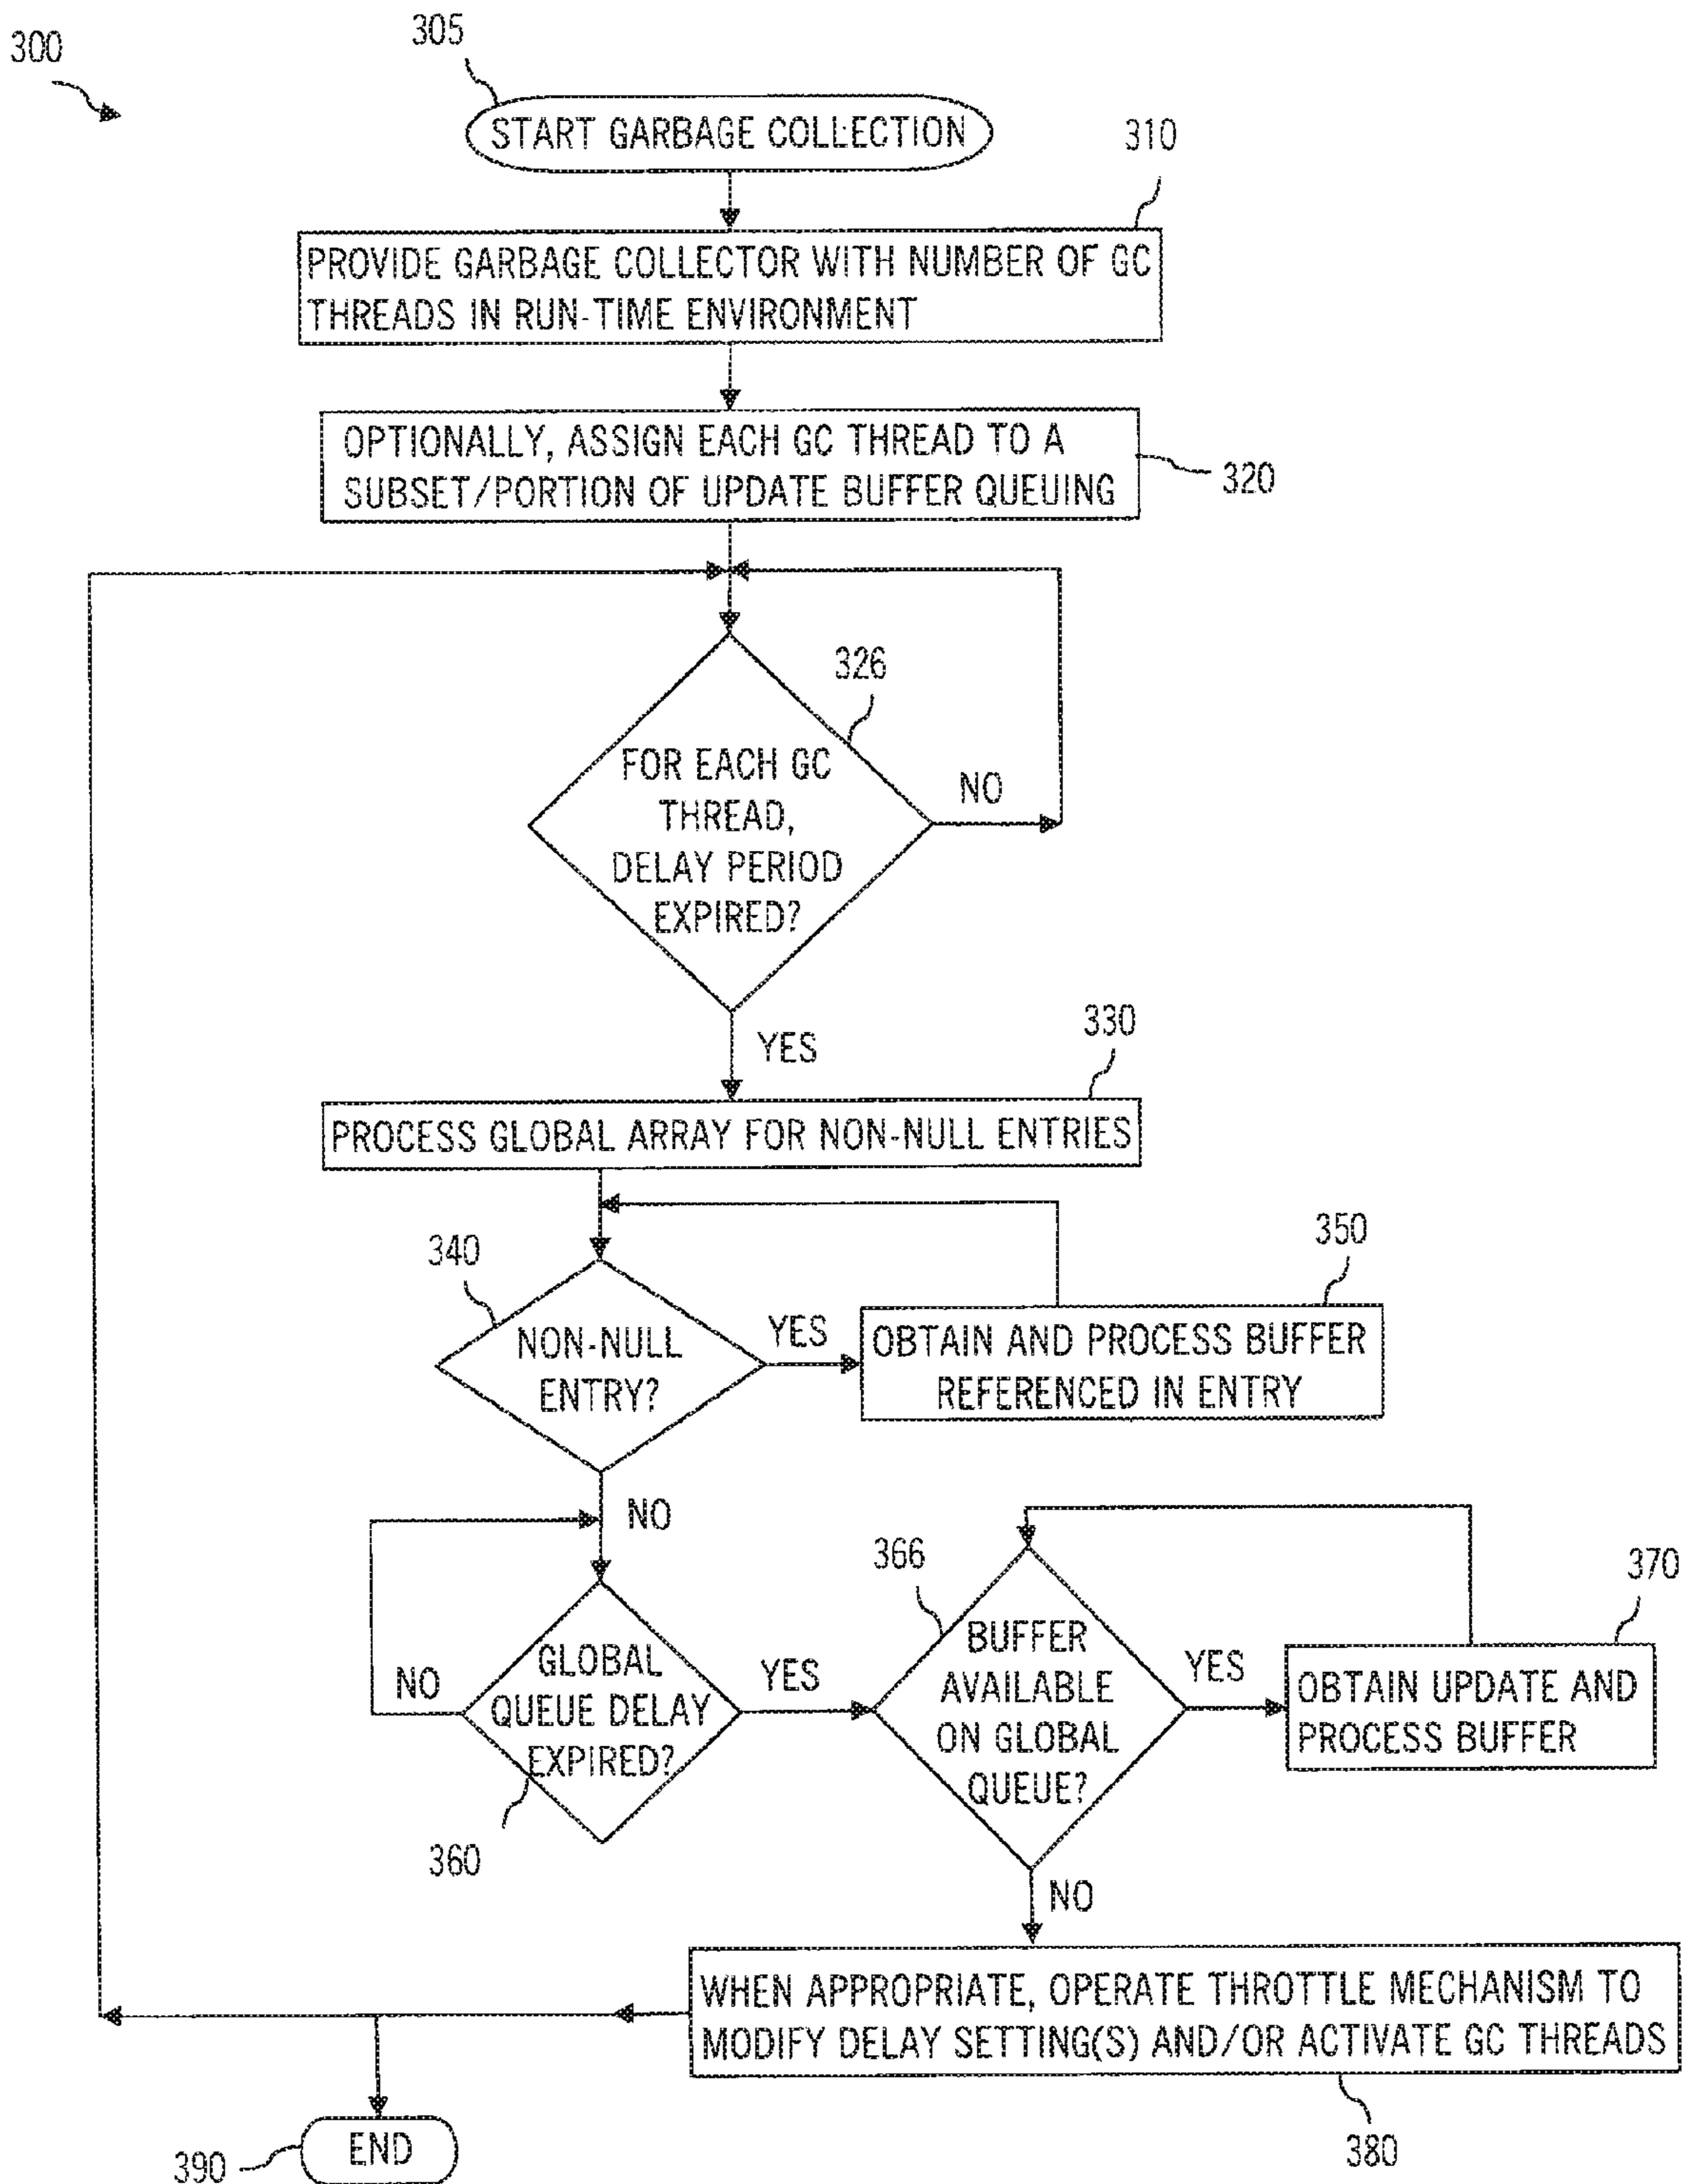 300
305
START GARBAGE COLLECTION
310
PROVIDE GARBAGE COLLECTOR WITH NUMBER OF GC
THREADS IN RUN-TIME ENVIRONMENT
OPTIONALLY, ASSIGN EACH GC THREAD TO A
SUBSET/PORTION OF UPDATE BUFFER QUEUING
320
326
FOR EACH GC
THREAD,
DELAY PERIOD
EXPIRED?
NO
YES
330
PROCESS GLOBAL ARRAY FOR NON-NULL ENTRIES
340
NON-NULL
ENTRY?
YES
350
OBTAIN AND PROCESS BUFFER
REFERENCED IN ENTRY
NO
GLOBAL
QUEUE DELAY
EXPIRED?
NO
YES
360
366
BUFFER
AVAILABLE
ON GLOBAL
QUEUE?
YES
370
OBTAIN UPDATE AND
PROCESS BUFFER
NO
WHEN APPROPRIATE, OPERATE THROTTLE MECHANISM TO
MODIFY DELAY SETTING(S) AND/OR ACTIVATE GC THREADS
380
END
390